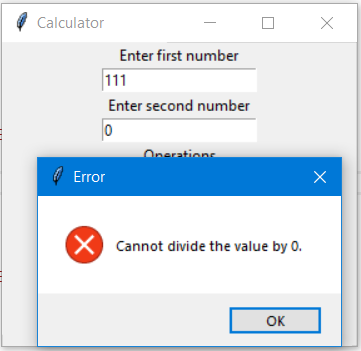 Calculator
Enter first number
111
Enter second number
0
Operations
Error
Cannot divide the value by 0.
OK